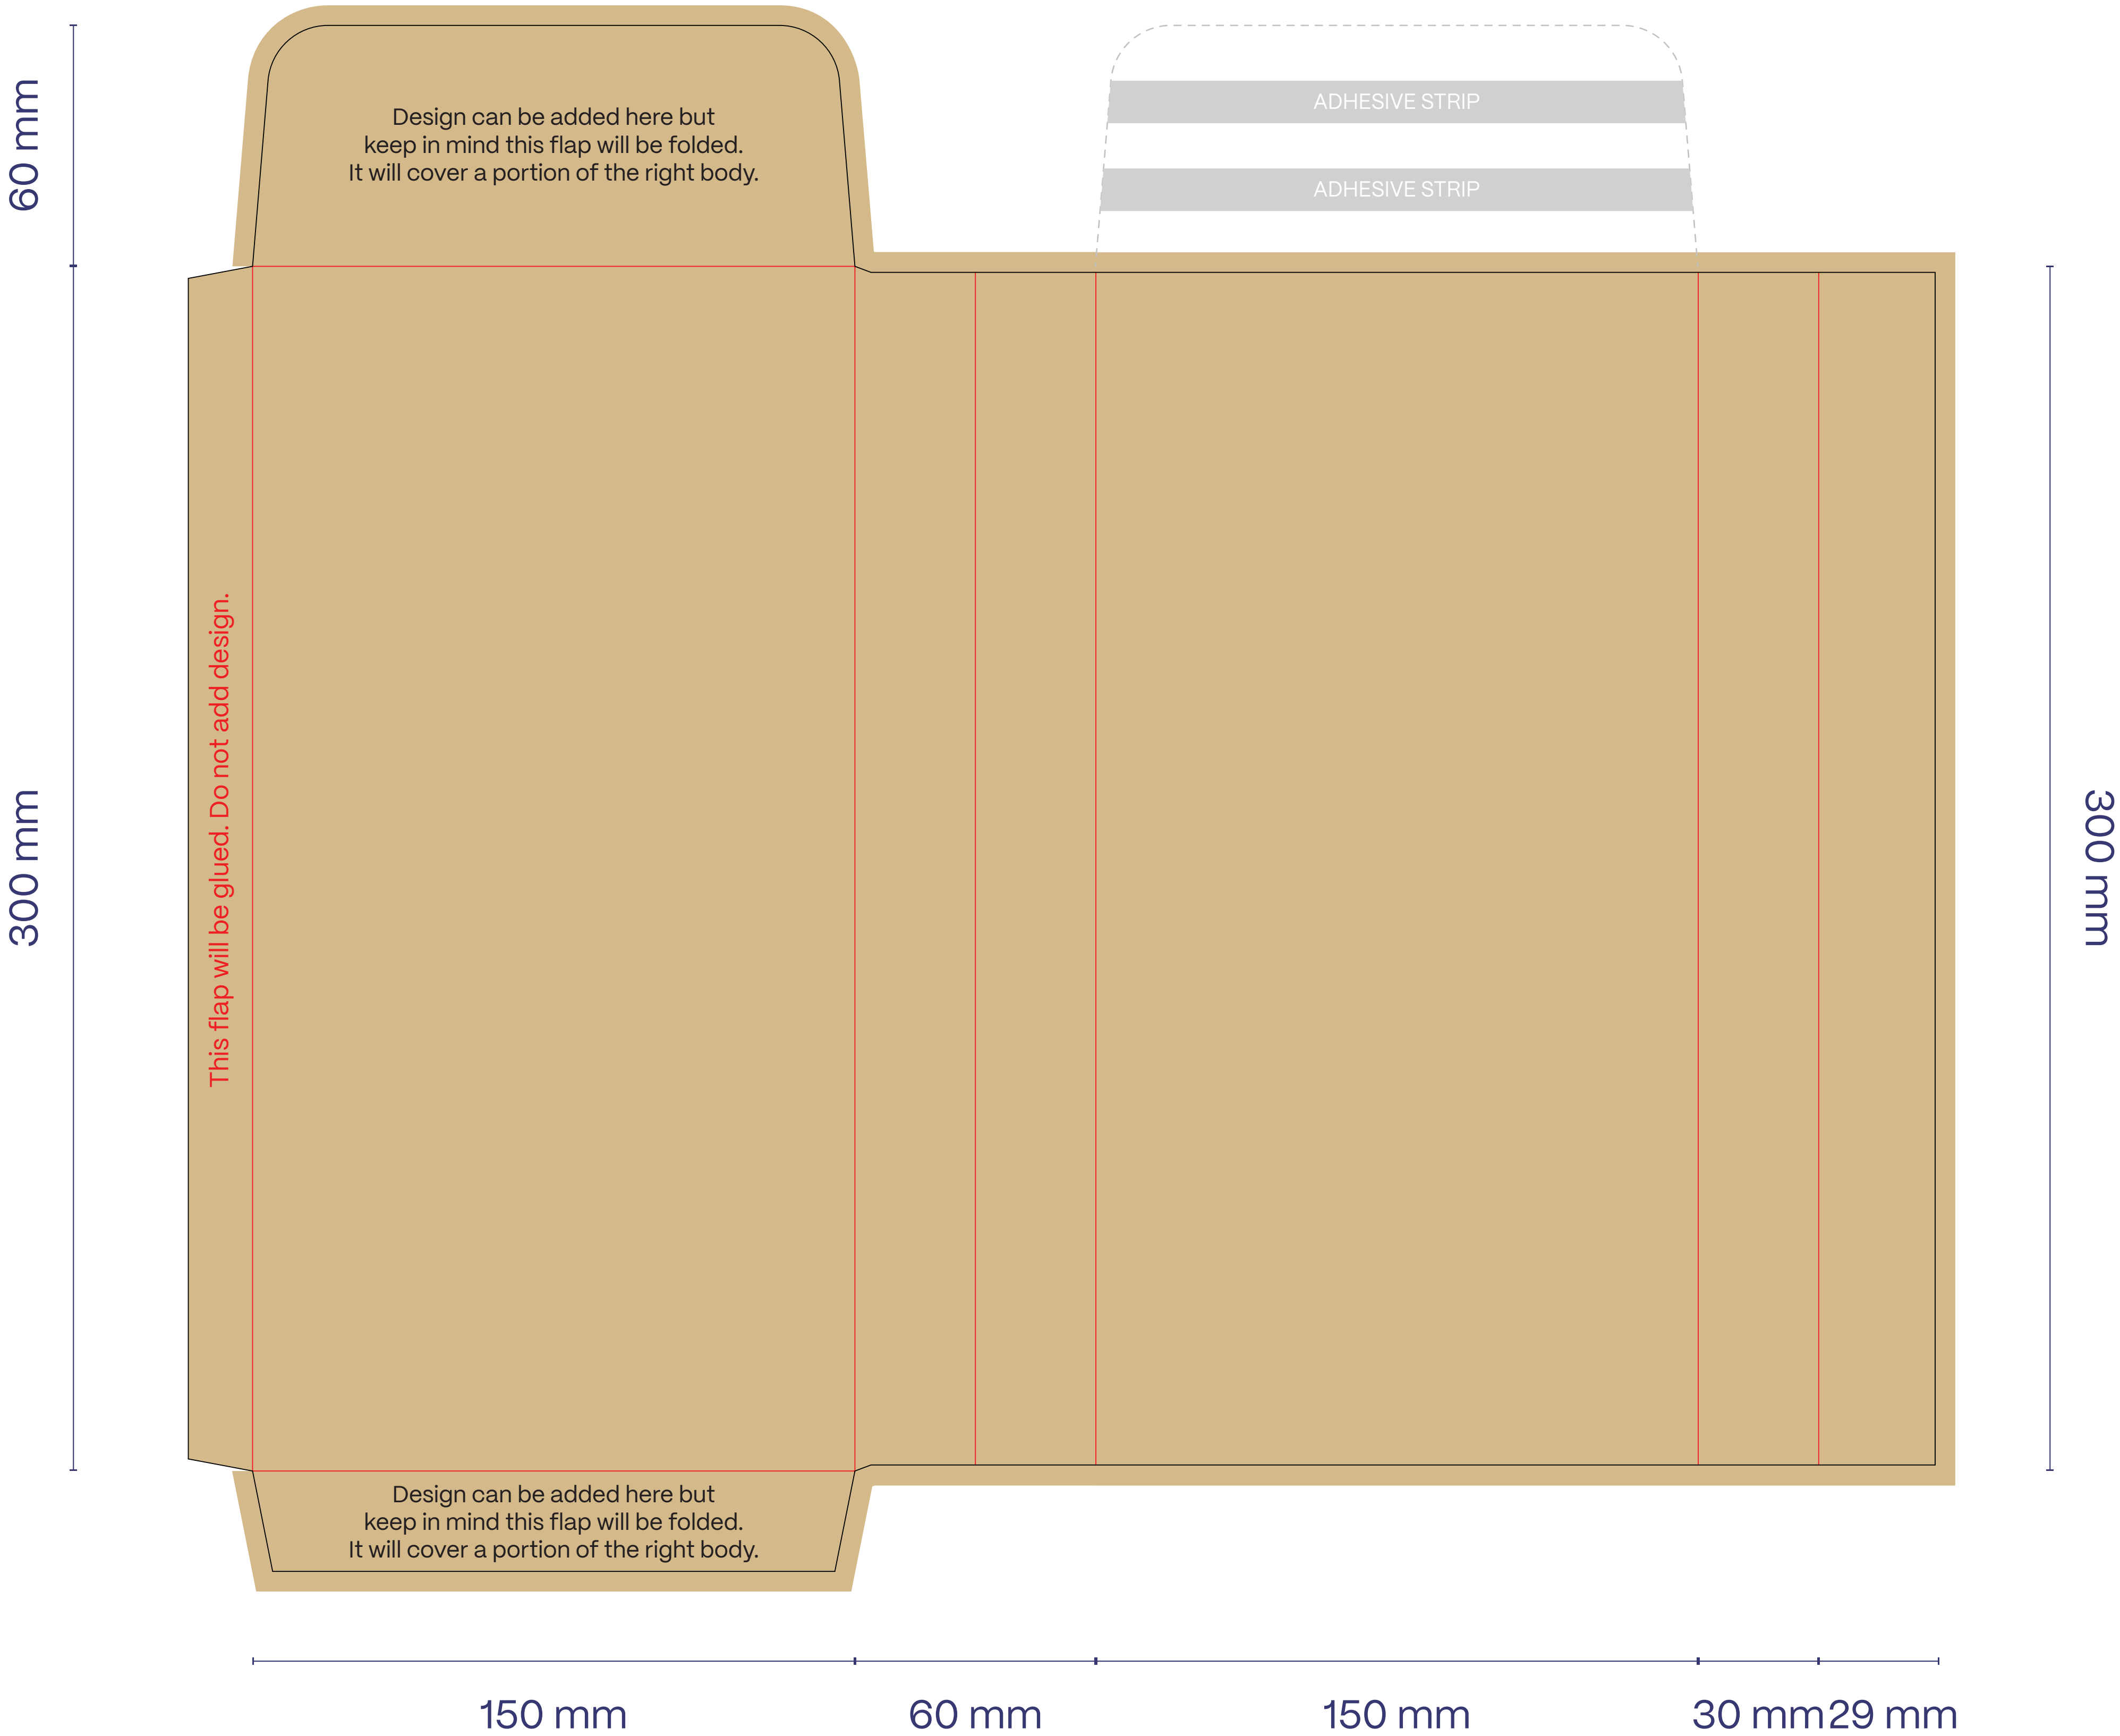 60 mm
Design can be added here but
keep in mind this flap will be folded.
It will cover a portion of the right body.
ADHESIVE STRIP
ADHESIVE STRIP
300 mm
This flap will be glued. Do not add design.
300 mm
Design can be added here but
keep in mind this flap will be folded.
It will cover a portion of the right body.
150 mm
60 mm
150 mm
30 mm
29 mm